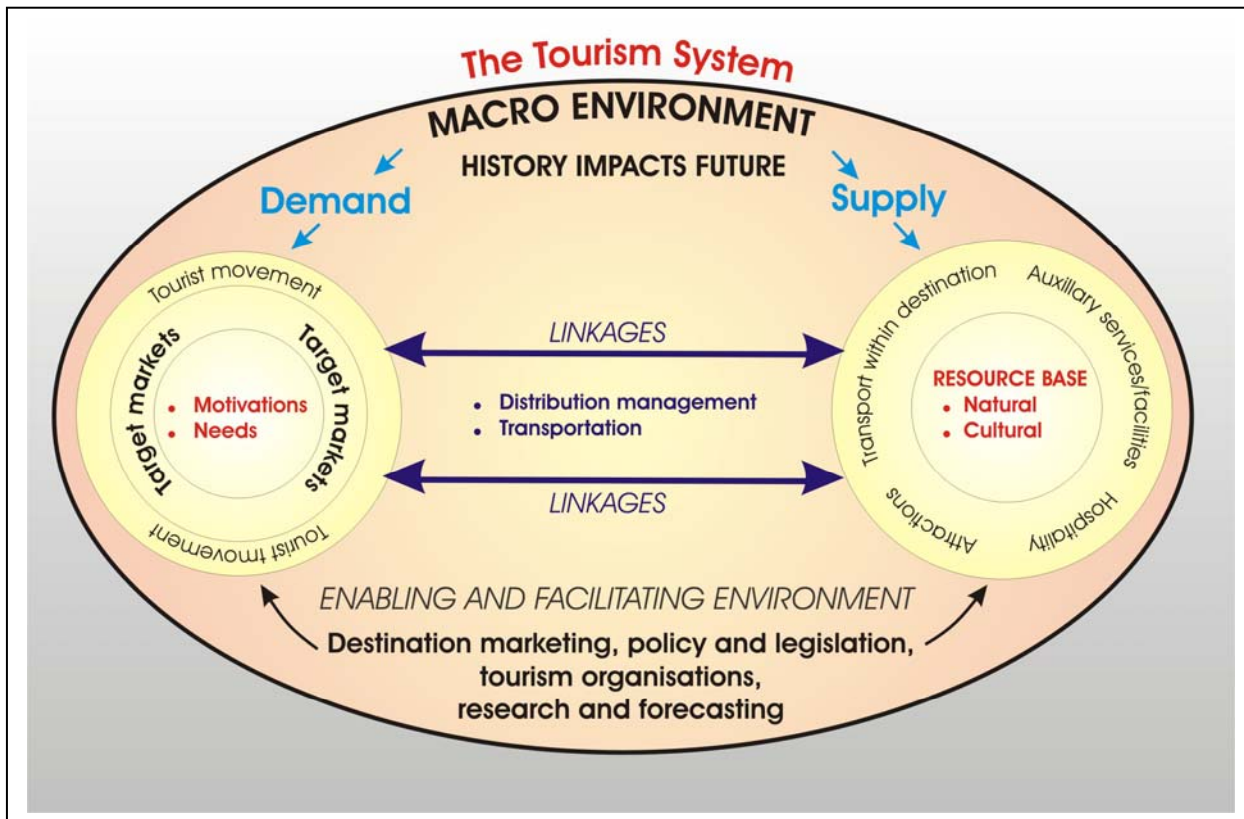 The Tourism System
MACRO ENVIRONMENT
HISTORY IMPACTS FUTURE
Demand
Supply
Tourist movement
Target markets
Target markets
• Motivations
• Needs
Tourist tmovement
LINKAGES
• Distribution management
• Transportation
LINKAGES
Transport within destination
Auxillary services/facilities
RESOURCE BASE
• Natural
• Cultural
Attractions
Hospitality
ENABLING AND FACILITATING ENVIRONMENT
Destination marketing, policy and legislation,
tourism organisations,
research and forecasting